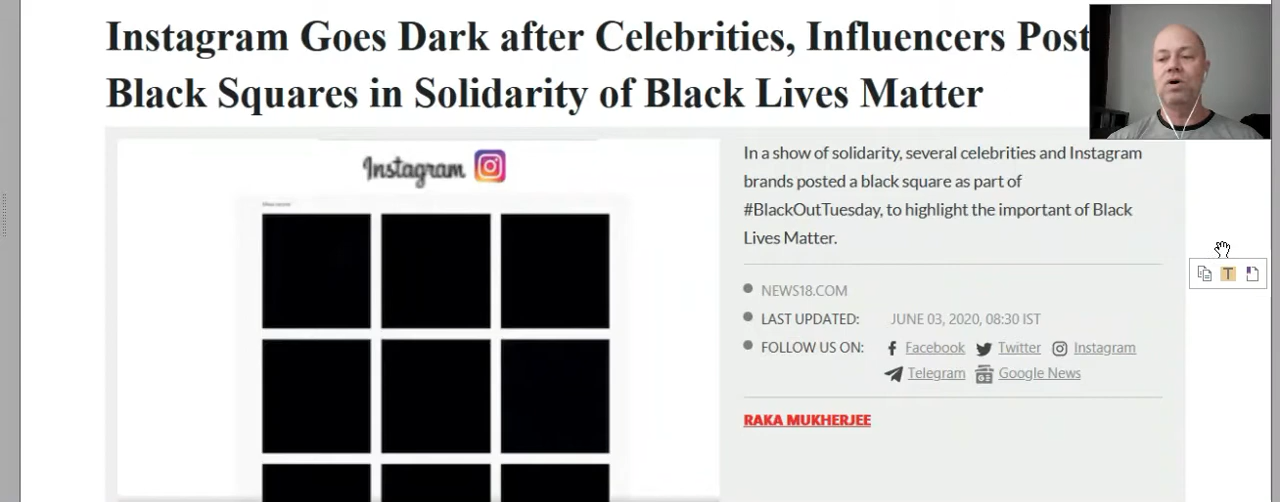 Instagram Goes Dark after Celebrities, Influencers Post
Black Squares in Solidarity of Black Lives Matter
Instagram
In a show of solidarity, several celebrities and Instagram
brands posted a black square as part of
#BlackOutTuesday, to highlight the important of Black
Lives Matter.
NEWS18.COM
LAST UPDATED: JUNE 03, 2020, 08:30 IST
FOLLOW US ON: Facebook Twitter Instagram
Telegram Google News
RAKA MUKHERJEE
T